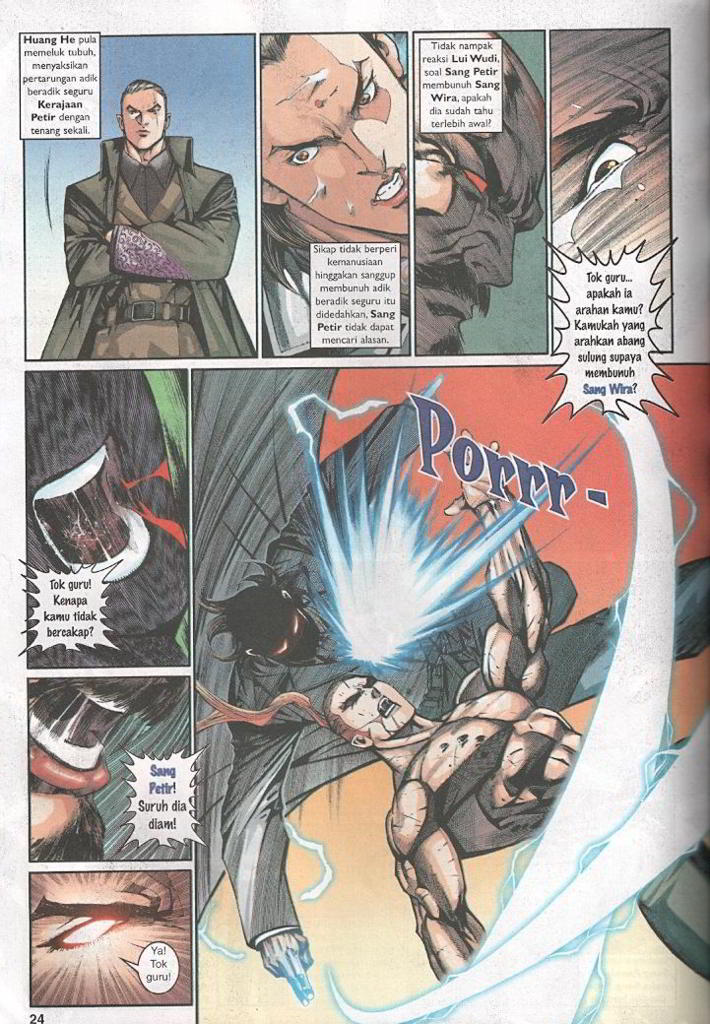 Huang He pula
memeluk tubuh,
menyaksikan
pertarungan adik
beradik seguru
Kerajaan
Petir dengan
tenang sekali.
Sikap tidak berperi
kemanusiaan
hinggakan sanggup
membunuh adik
beradik seguru itu
didedahkan, Sang
Petir tidak dapat
mencari alasan.
Tidak nampak
reaksi Lui Wudi,
soal Sang Petir
membunuh Sang
Wira, apakah
dia sudah tahu
terlebih awal?
Tok guru...
apakah ia
arahan kamu?
Kamukah yang
arahkan abang
sulung supaya
membunuh
Sang Wira?
Tok guru!
Kenapa
kamu tidak
bercakap?
Porrr-
Sang
Petir!
Suruh dia
diam!
Ya!
Tok
guru!
24